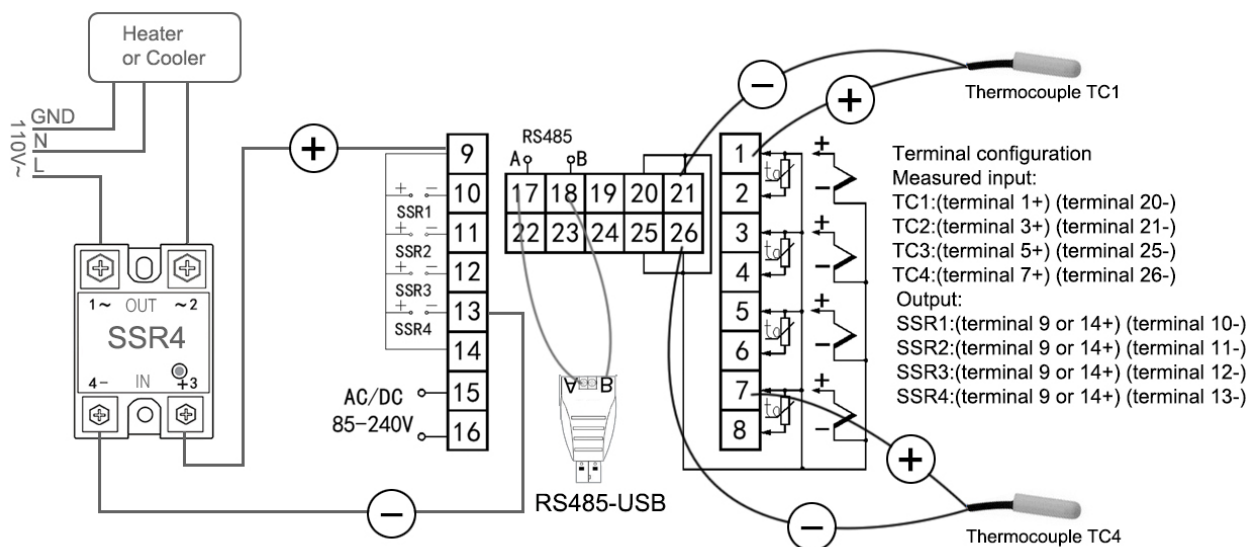 Heater
or Cooler
GND
N
L
110V~
1~ OUT ~2
SSR4
4- IN +3
+
−
9
10
11
12
13
14
15
16
+ −
SSR1
+ −
SSR2
+ −
SSR3
+ −
SSR4
AC/DC
85-240V
RS485
A B
17 18 19 20 21
22 23 24 25 26
A B
RS485-USB
−
+
Thermocouple TC1
1
2
3
4
5
6
7
8
ta
ta
ta
ta
+
−
+
−
+
−
+
−
Terminal configuration
Measured input:
TC1:(terminal 1+) (terminal 20-)
TC2:(terminal 3+) (terminal 21-)
TC3:(terminal 5+) (terminal 25-)
TC4:(terminal 7+) (terminal 26-)
Output:
SSR1:(terminal 9 or 14+) (terminal 10-)
SSR2:(terminal 9 or 14+) (terminal 11-)
SSR3:(terminal 9 or 14+) (terminal 12-)
SSR4:(terminal 9 or 14+) (terminal 13-)
+
−
Thermocouple TC4